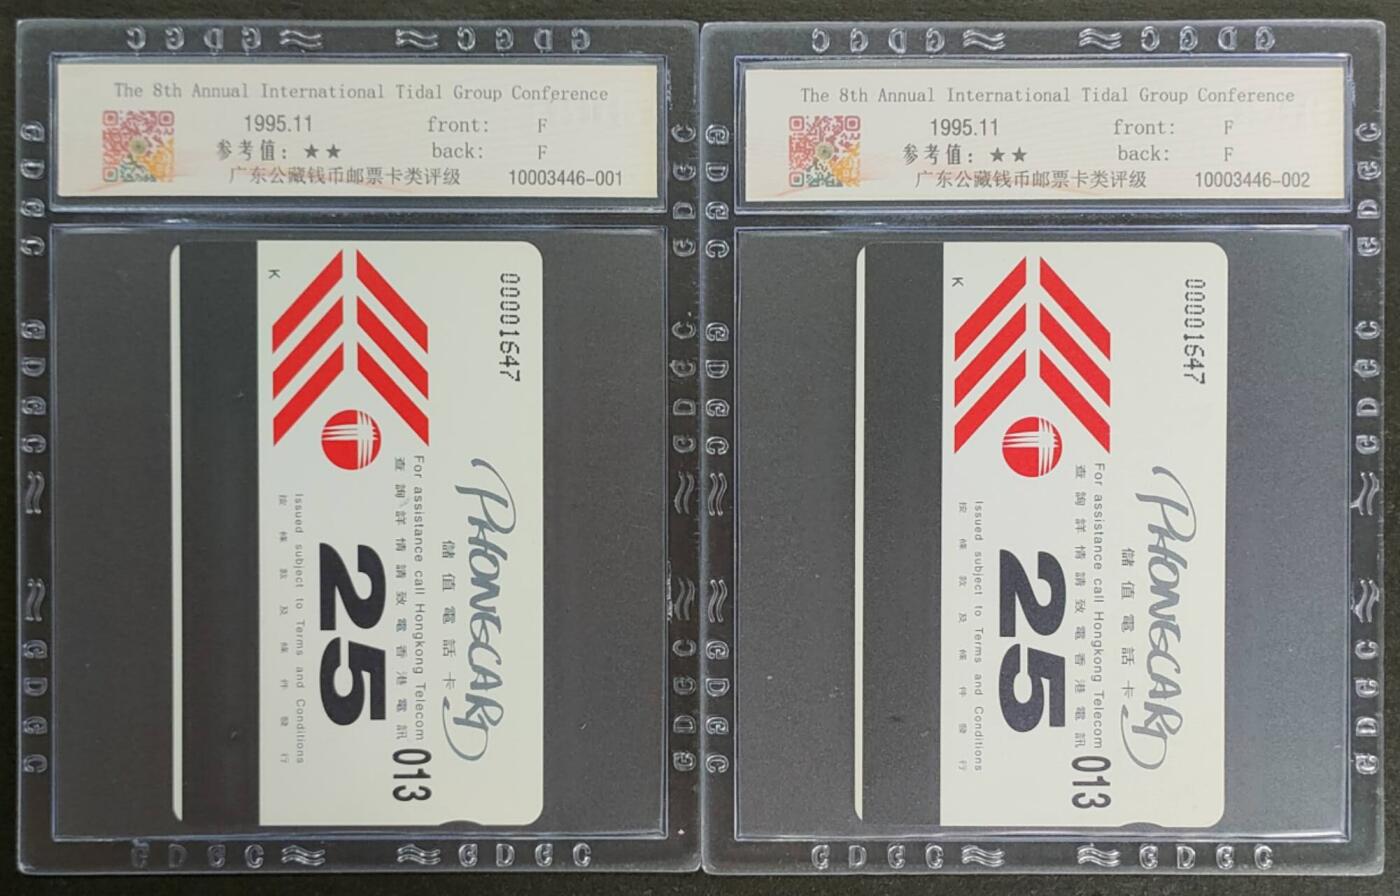 The 8th Annual International Tidal Group Conference
1995.11 front: F
参考值：★★ back: F
广东公藏钱币邮票卡类评级 10003446-001
00001647
K
PHONECARD
儲值電話卡
For assistance call Hongkong Telecom
查詢詳情請致電香港電訊
013
25
Issued subject to Terms and Conditions
按條款及條件發行
GDGC
The 8th Annual International Tidal Group Conference
1995.11 front: F
参考值：★★ back: F
广东公藏钱币邮票卡类评级 10003446-002
00001647
K
PHONECARD
儲值電話卡
For assistance call Hongkong Telecom
查詢詳情請致電香港電訊
013
25
Issued subject to Terms and Conditions
按條款及條件發行
GDGC